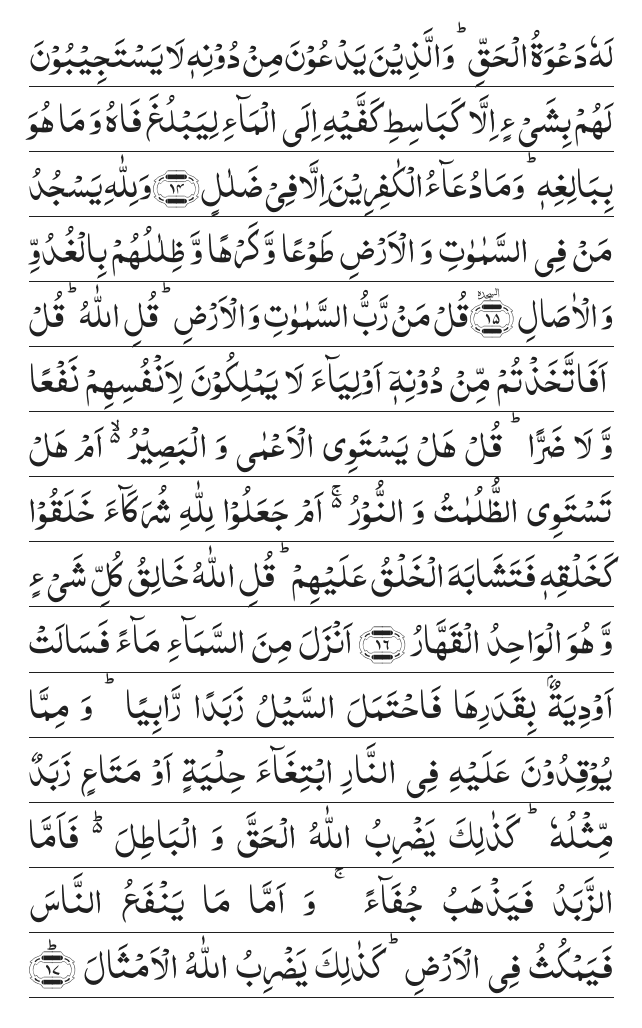 لَهٗ دَعْوَةُ الْحَقِّ ؕ وَالَّذِيْنَ يَدْعُوْنَ مِنْ دُوْنِهٖ لَا يَسْتَجِيْبُوْنَ
لَهُمْ بِشَیْءٍ اِلَّا كَبَاسِطِ كَفَّيْهِ اِلَی الْمَآءِ لِيَبْلُغَ فَاهُ وَ مَا هُوَ
بِبَالِغِهٖ ؕ وَمَا دُعَآءُ الْكٰفِرِيْنَ اِلَّا فِیْ ضَلٰلٍ ﴿۱۴﴾ وَلِلّٰهِ يَسْجُدُ
مَنْ فِی السَّمٰوٰتِ وَ الْاَرْضِ طَوْعًا وَّ كَرْهًا وَّ ظِلٰلُهُمْ بِالْغُدُوِّ
وَ الْاٰصَالِ ﴿۱۵﴾ السجدة قُلْ مَنْ رَّبُّ السَّمٰوٰتِ وَ الْاَرْضِ ؕ قُلِ اللّٰهُ ؕ قُلْ
اَفَاتَّخَذْتُمْ مِّنْ دُوْنِهٖۤ اَوْلِيَآءَ لَا يَمْلِكُوْنَ لِاَنْفُسِهِمْ نَفْعًا
وَّ لَا ضَرًّا ؕ قُلْ هَلْ يَسْتَوِی الْاَعْمٰی وَ الْبَصِيْرُ ۙ۬ اَمْ هَلْ
تَسْتَوِی الظُّلُمٰتُ وَ النُّوْرُ ۚ۬ اَمْ جَعَلُوْا لِلّٰهِ شُرَكَآءَ خَلَقُوْا
كَخَلْقِهٖ فَتَشَابَهَ الْخَلْقُ عَلَيْهِمْ ؕ قُلِ اللّٰهُ خَالِقُ كُلِّ شَیْءٍ
وَّ هُوَ الْوَاحِدُ الْقَهَّارُ ﴿۱۶﴾ اَنْزَلَ مِنَ السَّمَآءِ مَآءً فَسَالَتْ
اَوْدِيَةٌۢ بِقَدَرِهَا فَاحْتَمَلَ السَّيْلُ زَبَدًا رَّابِيًا ؕ وَ مِمَّا
يُوْقِدُوْنَ عَلَيْهِ فِی النَّارِ ابْتِغَآءَ حِلْيَةٍ اَوْ مَتَاعٍ زَبَدٌ
مِّثْلُهٗ ؕ كَذٰلِكَ يَضْرِبُ اللّٰهُ الْحَقَّ وَ الْبَاطِلَ ۬ؕ فَاَمَّا
الزَّبَدُ فَيَذْهَبُ جُفَآءً ۚ وَ اَمَّا مَا يَنْفَعُ النَّاسَ
فَيَمْكُثُ فِی الْاَرْضِ ؕ كَذٰلِكَ يَضْرِبُ اللّٰهُ الْاَمْثَالَ ﴿ؕ۱۷﴾